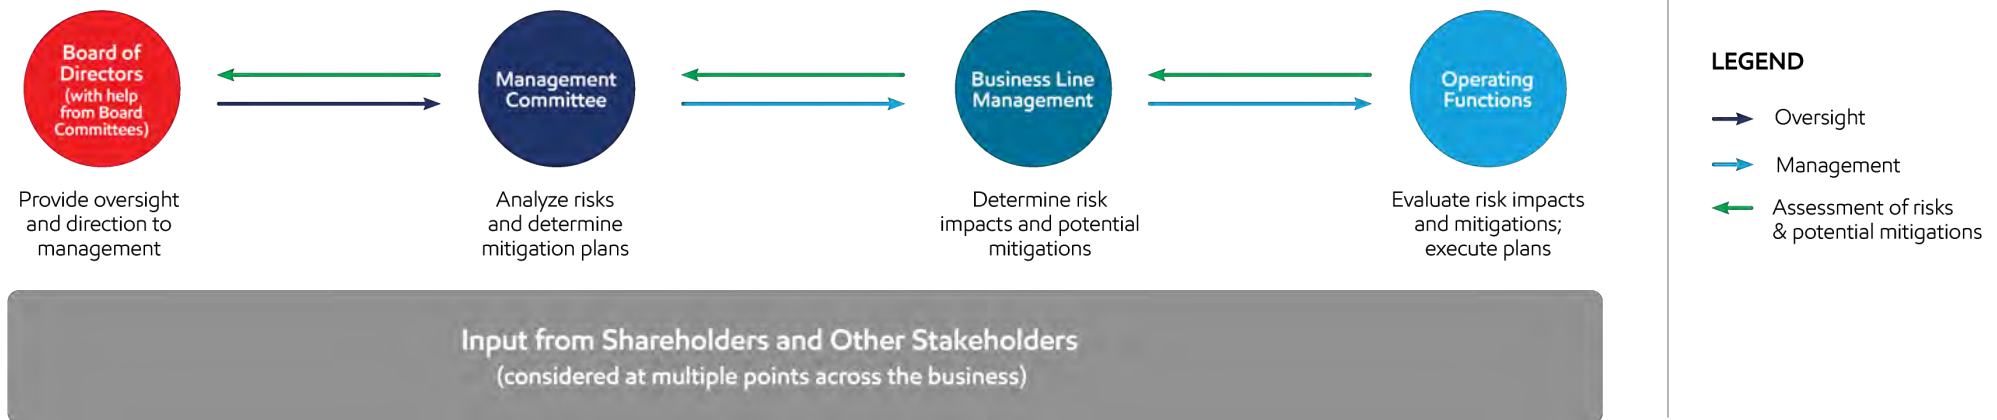 Board of
Directors
(with help
from Board
Committees)
Management
Committee
Business Line
Management
Operating
Functions
Provide oversight
and direction to
management
Analyze risks
and determine
mitigation plans
Determine risk
impacts and potential
mitigations
Evaluate risk impacts
and mitigations;
execute plans
Input from Shareholders and Other Stakeholders
(considered at multiple points across the business)
LEGEND
Oversight
Management
Assessment of risks
& potential mitigations